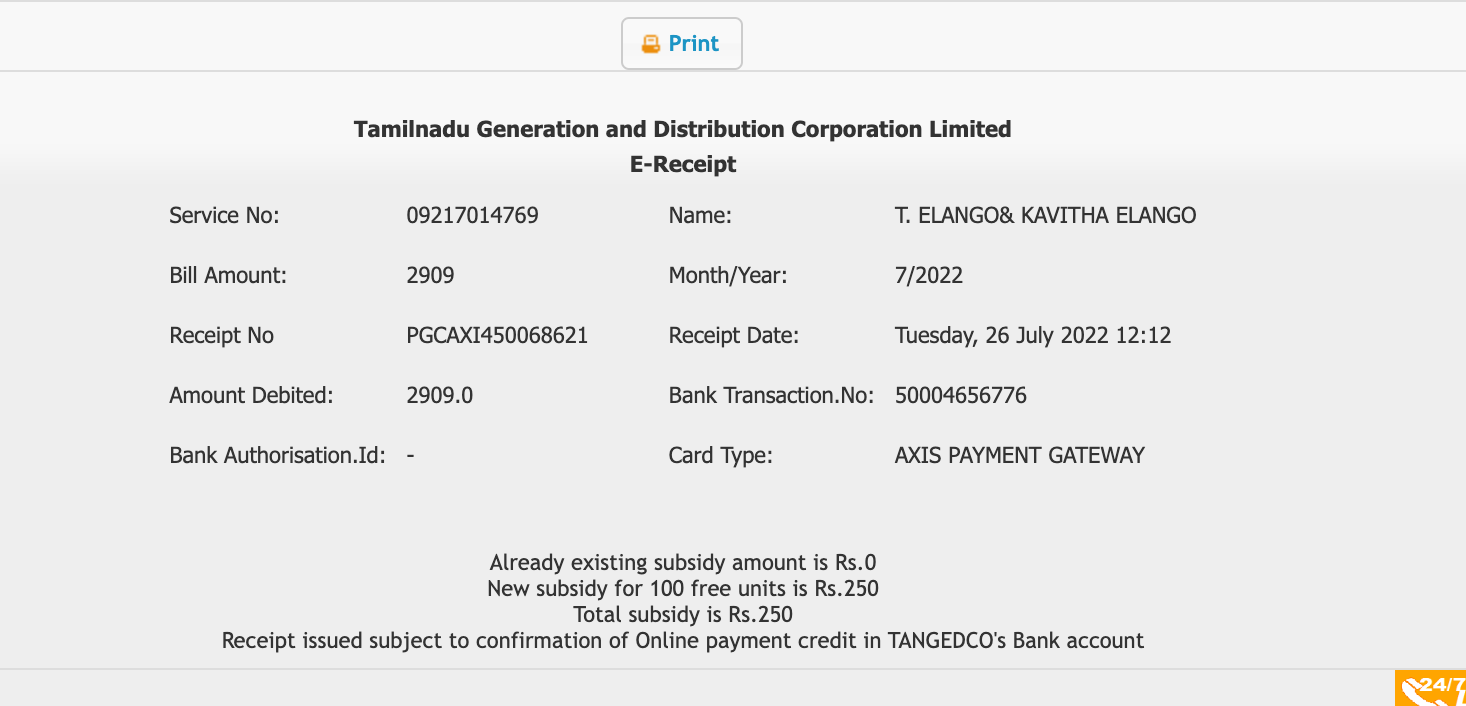 Print
Tamilnadu Generation and Distribution Corporation Limited
E-Receipt
Service No: 09217014769 Name: T. ELANGO& KAVITHA ELANGO
Bill Amount: 2909 Month/Year: 7/2022
Receipt No PGCAXI450068621 Receipt Date: Tuesday, 26 July 2022 12:12
Amount Debited: 2909.0 Bank Transaction.No: 50004656776
Bank Authorisation.Id: - Card Type: AXIS PAYMENT GATEWAY
Already existing subsidy amount is Rs.0
New subsidy for 100 free units is Rs.250
Total subsidy is Rs.250
Receipt issued subject to confirmation of Online payment credit in TANGEDCO's Bank account
24/7